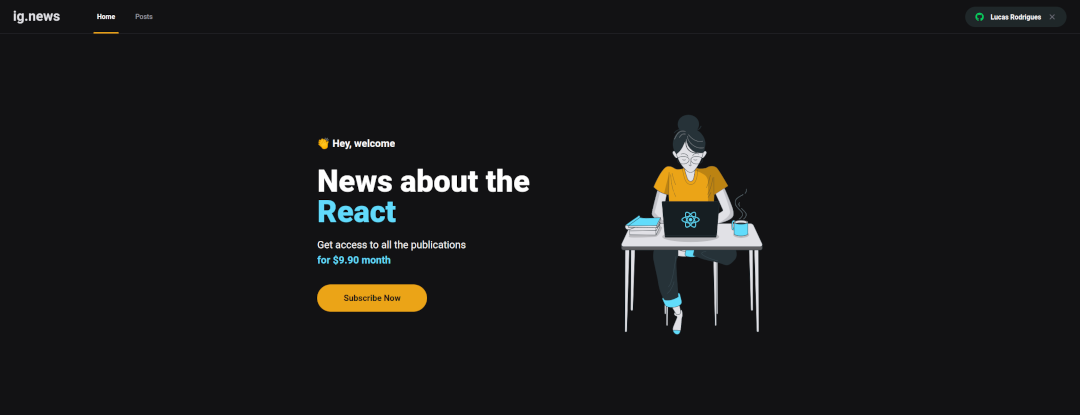 ig.news
Home
Posts
Lucas Rodrigues
👏 Hey, welcome
News about the
React
Get access to all the publications
for $9.90 month
Subscribe Now